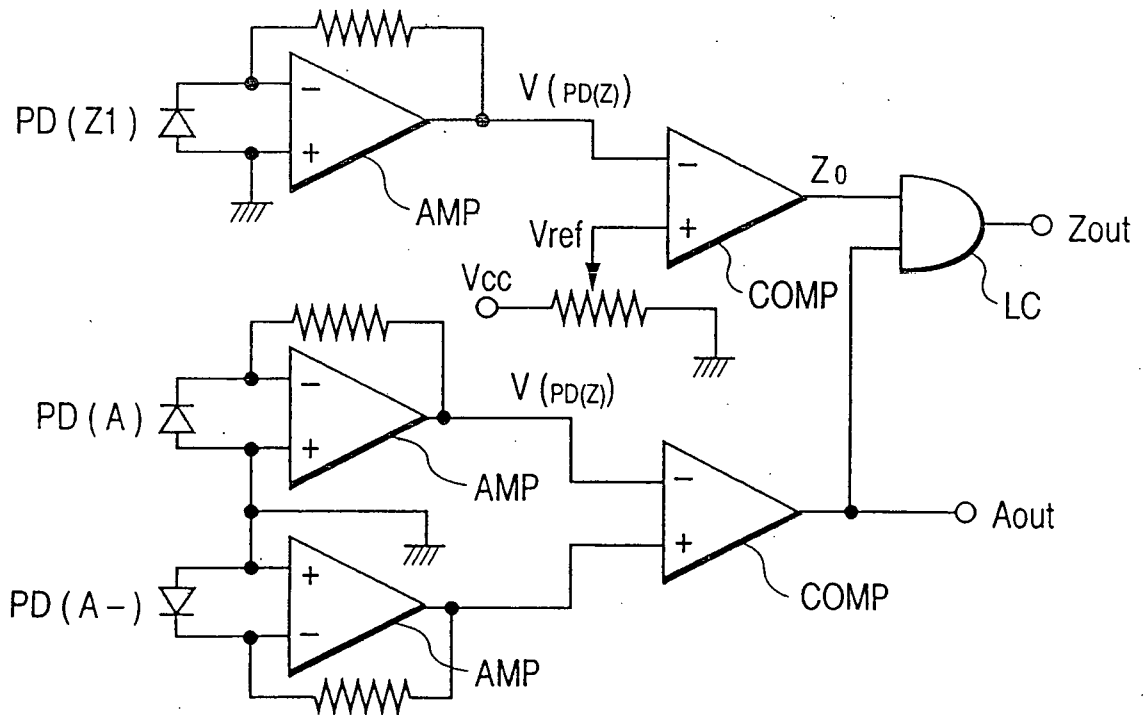 PD(Z1)
−
+
AMP
V(PD(Z))
−
+
Vref
Vcc
COMP
Z0
LC
Zout
PD(A)
−
+
AMP
V(PD(Z))
−
+
COMP
Aout
PD(A−)
+
−
AMP